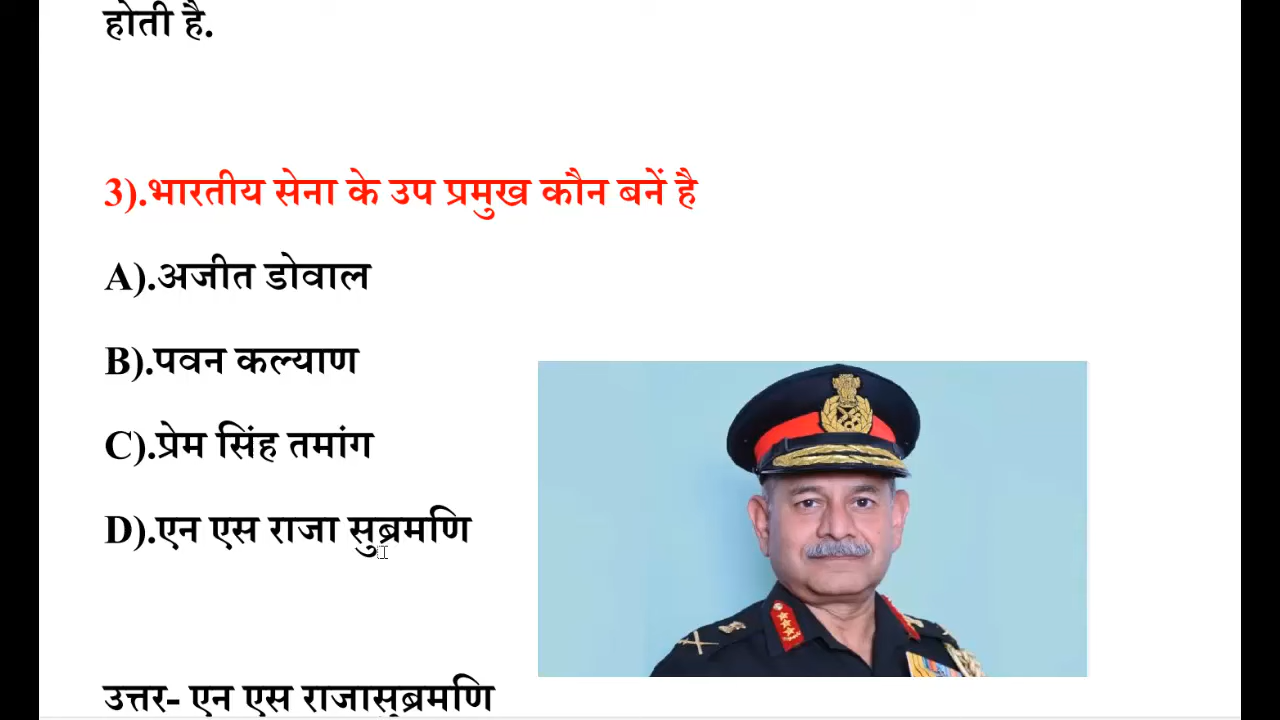 होती है.
3).भारतीय सेना के उप प्रमुख कौन बनें है
A).अजीत डोवाल
B).पवन कल्याण
C).प्रेम सिंह तमांग
D).एन एस राजा सुब्रमणि
उत्तर- एन एस राजासुब्रमणि